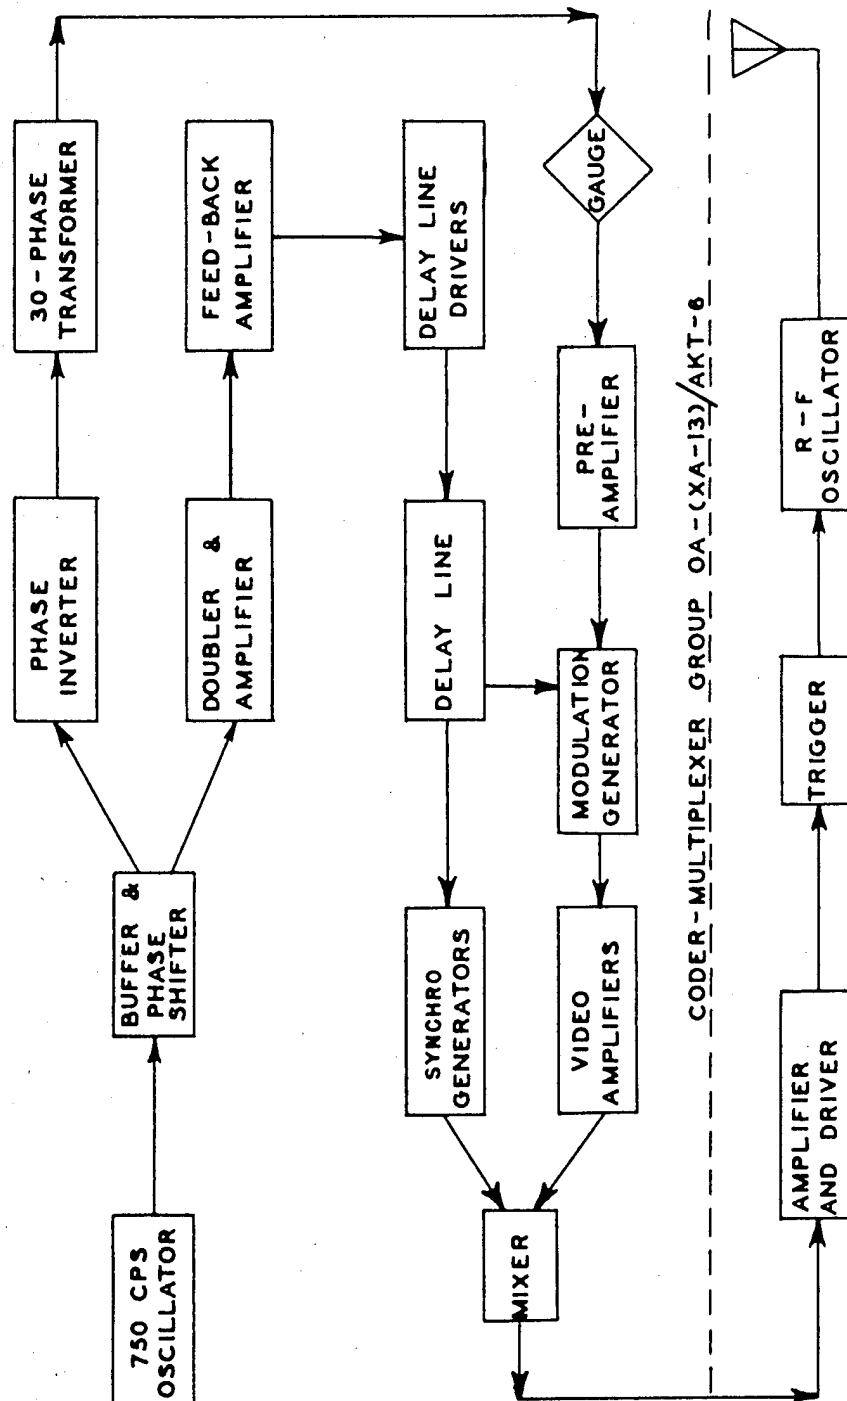 750 CPS
OSCILLATOR
BUFFER &
PHASE
SHIFTER
PHASE
INVERTER
30-PHASE
TRANSFORMER
DOUBLER &
AMPLIFIER
FEED-BACK
AMPLIFIER
SYNCHRO
GENERATORS
DELAY LINE
DELAY LINE
DRIVERS
MIXER
VIDEO
AMPLIFIERS
MODULATION
GENERATOR
PRE-
AMPLIFIER
GAUGE
CODER-MULTIPLEXER GROUP OA-(XA-13)/AKT-6
AMPLIFIER
AND DRIVER
TRIGGER
R-F
OSCILLATOR